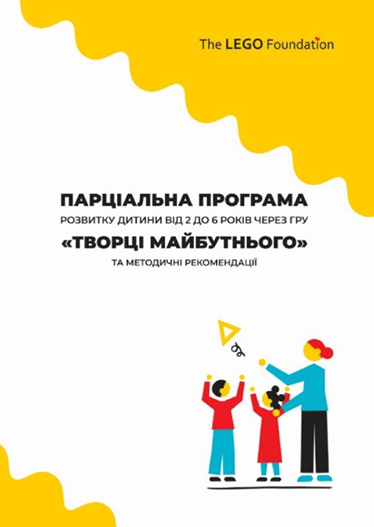 The LEGO Foundation
ПАРЦІАЛЬНА ПРОГРАМА
РОЗВИТКУ ДИТИНИ ВІД 2 ДО 6 РОКІВ ЧЕРЕЗ ГРУ
«ТВОРЦІ МАЙБУТНЬОГО»
ТА МЕТОДИЧНІ РЕКОМЕНДАЦІЇ